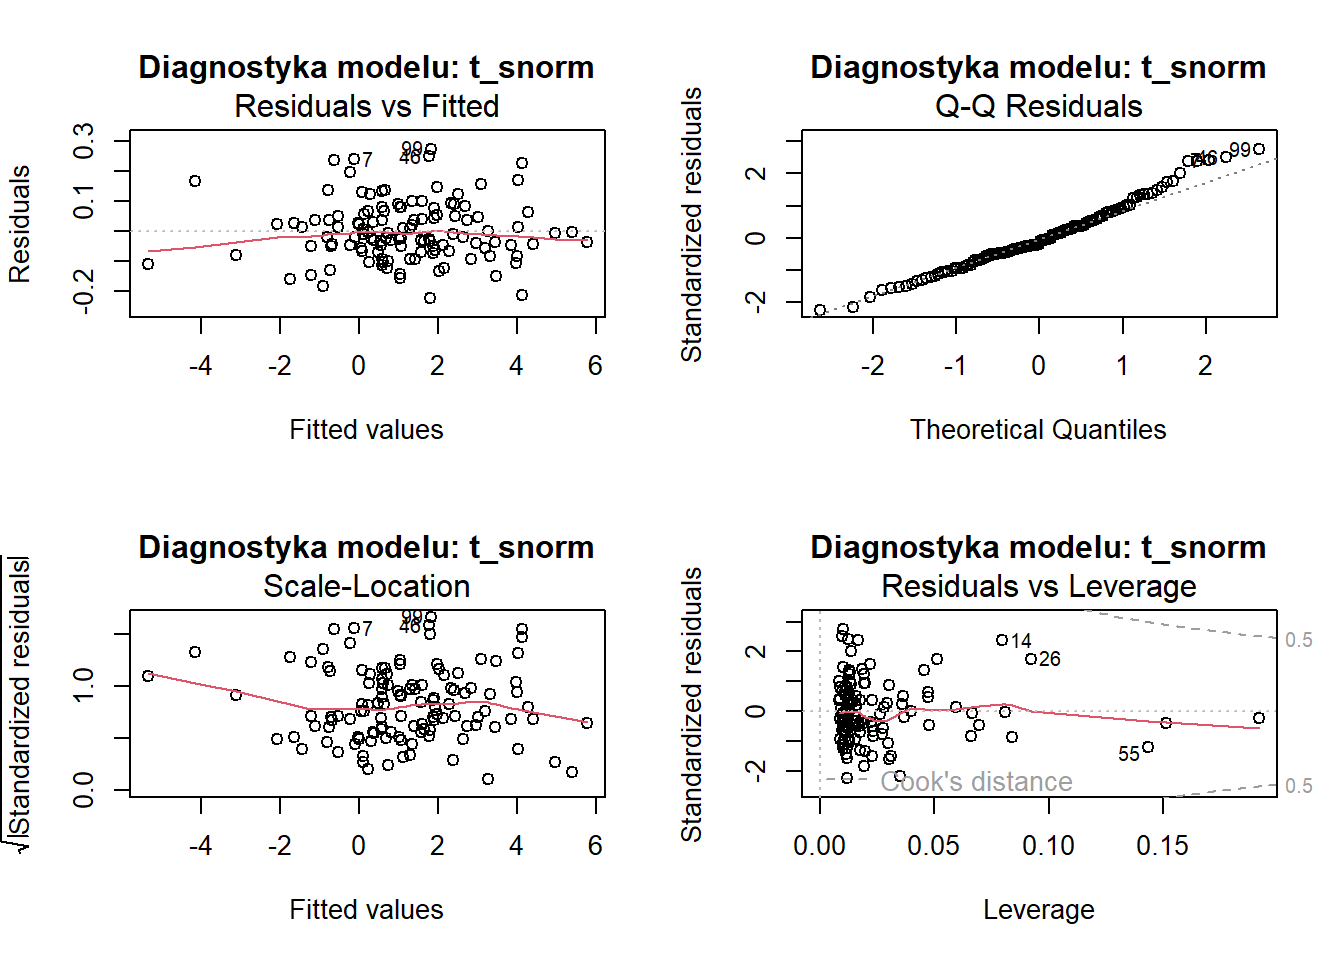 Diagnostyka modelu: t_snorm
Residuals vs Fitted
Residuals
0.3
0.1
-0.2
99
46
7
-4
-2
0
2
4
6
Fitted values
Diagnostyka modelu: t_snorm
Q-Q Residuals
Standardized residuals
2
0
-2
46
99
-2
-1
0
1
2
Theoretical Quantiles
Diagnostyka modelu: t_snorm
Scale-Location
√|Standardized residuals|
1.0
0.0
99
46
7
-4
-2
0
2
4
6
Fitted values
Diagnostyka modelu: t_snorm
Residuals vs Leverage
Standardized residuals
2
0
-2
14
26
55
0.5
0.5
Cook's distance
0.00
0.05
0.10
0.15
Leverage